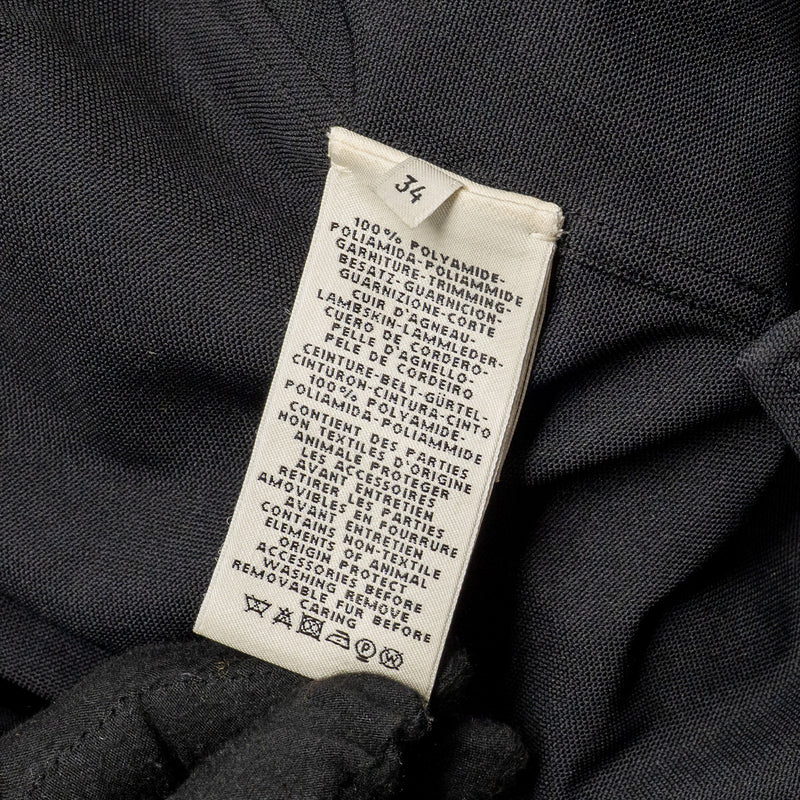 34
100% POLYAMIDE-
POLIAMIDA-POLIAMMIDE
GARNITURE-TRIMMING-
BESATZ-GUARNICION-
GUARNIZIONE-CORTE
CUIR D'AGNEAU-
LAMBSKIN-LAMMLEDER-
CUERO DE CORDERO-
PELLE D'AGNELLO-
PELE DE CORDEIRO
CEINTURE-BELT-GÜRTEL-
CINTURON-CINTURA-CINTO
100% POLYAMIDE-
POLIAMIDA-POLIAMMIDE
CONTIENT DES PARTIES
NON TEXTILES D'ORIGINE
ANIMALE PROTEGER
LES ACCESSOIRES
AVANT ENTRETIEN
RETIRER LES PARTIES
AMOVIBLES EN FOURRURE
AVANT ENTRETIEN
CONTAINS NON-TEXTILE
ELEMENTS OF ANIMAL
ORIGIN PROTECT
ACCESSORIES BEFORE
WASHING REMOVE
REMOVABLE FUR BEFORE
CARING
P W